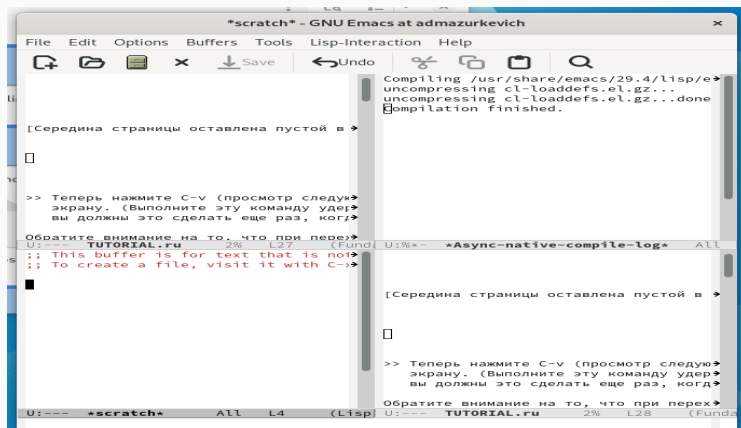 *scratch* - GNU Emacs at admazurkevich
File Edit Options Buffers Tools Lisp-Interaction Help
Save Undo
[Середина страницы оставлена пустой в
>> Теперь нажмите C-v (просмотр следую
экрану. (Выполните эту команду удер
вы должны это сделать еще раз, когд
Обратите внимание на то, что при перех
U:--- TUTORIAL.ru 2% L27 (Funda
Compiling /usr/share/emacs/29.4/lisp/e
uncompressing cl-loaddefs.el.gz...
uncompressing cl-loaddefs.el.gz...done
Compilation finished.
U:%*- *Async-native-compile-log* All
;; This buffer is for text that is not
;; To create a file, visit it with C-x
U:--- *scratch* All L4 (Lisp
[Середина страницы оставлена пустой в
>> Теперь нажмите C-v (просмотр следую
экрану. (Выполните эту команду удер
вы должны это сделать еще раз, когд
Обратите внимание на то, что при перех
U:--- TUTORIAL.ru 2% L28 (Funda